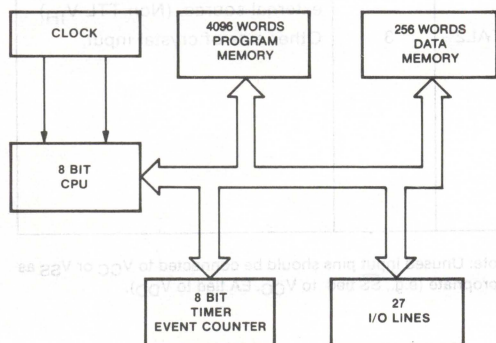 CLOCK
4096 WORDS
PROGRAM
MEMORY
256 WORDS
DATA
MEMORY
8 BIT
CPU
8 BIT
TIMER
EVENT COUNTER
27
I/O LINES